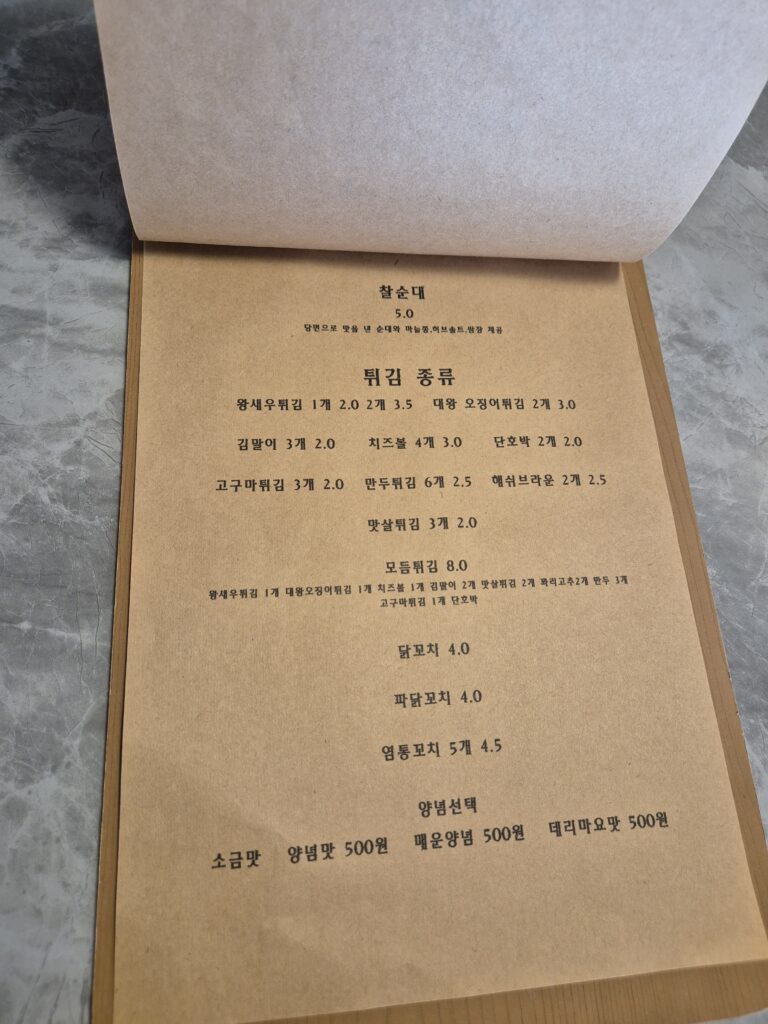 찰순대
5.0
당면으로 맛을 낸 순대와 마늘쫑,허브솔트,쌈장 제공
튀김 종류
왕새우튀김 1개 2.0 2개 3.5 대왕 오징어튀김 2개 3.0
김말이 3개 2.0 치즈볼 4개 3.0 단호박 2개 2.0
고구마튀김 3개 2.0 만두튀김 6개 2.5 해쉬브라운 2개 2.5
맛살튀김 3개 2.0
모듬튀김 8.0
왕새우튀김 1개 대왕오징어튀김 1개 치즈볼 1개 김말이 2개 맛살튀김 2개 꽈리고추2개 만두 3개
고구마튀김 1개 단호박
닭꼬치 4.0
파닭꼬치 4.0
염통꼬치 5개 4.5
양념선택
소금맛 양념맛 500원 매운양념 500원 데리마요맛 500원